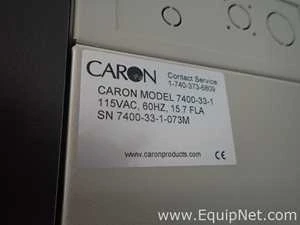 CARON
Contact Service
1-740-373-6809
CARON MODEL 7400-33-1
115VAC, 60HZ, 15.7 FLA
SN 7400-33-1-073M
www.caronproducts.com
www.EquipNet.com